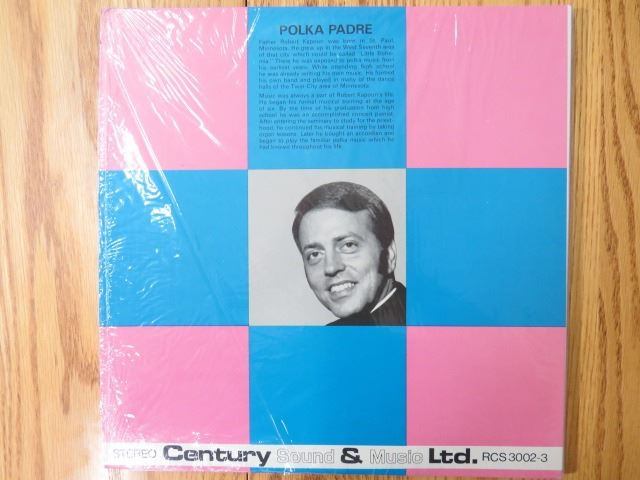 POLKA PADRE
Father Robert Kapoun was born in St. Paul,
Minnesota. He grew up in the West Seventh area
of that city which could be called "Little Bohe-
mia." There he was exposed to polka music from
his earliest years. While attending high school
he was already writing his own music. He formed
his own band and played in many of the dance
halls of the Twin City area of Minnesota.
Music was always a part of Robert Kapoun's life.
He began his formal musical training at the age
of six. By the time of his graduation from high
school he was an accomplished concert pianist.
After entering the seminary to study for the priest-
hood, he continued his musical training by taking
organ lessons. Later he bought an accordian and
began to play the familiar polka music which he
had known throughout his life.
STEREO Century Sound & Music Ltd. RCS 3002-3